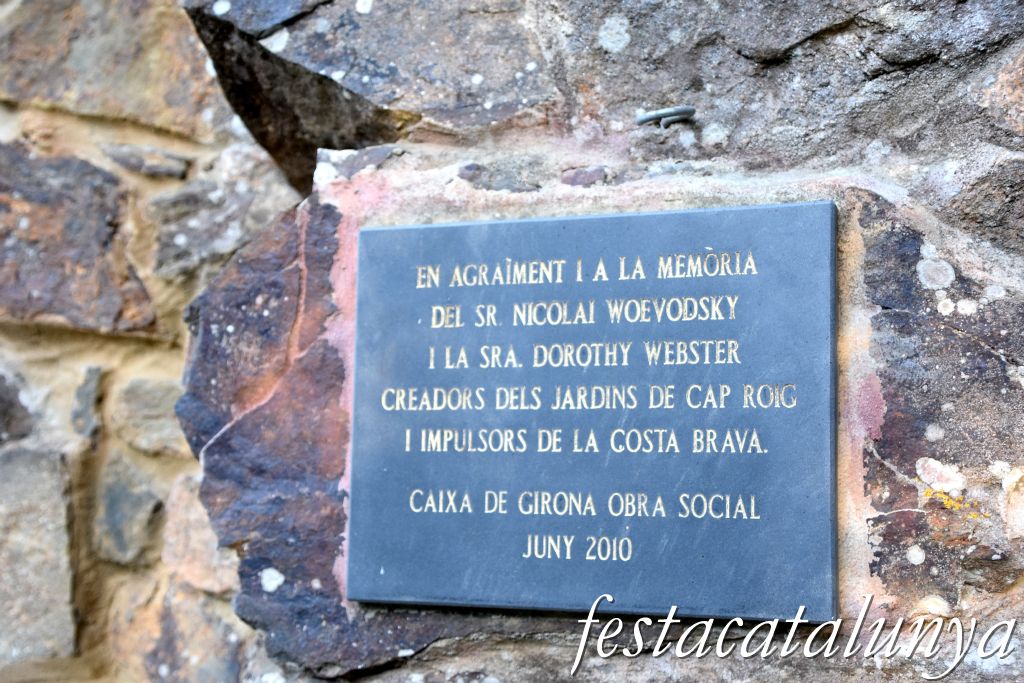 EN AGRAÏMENT I A LA MEMÒRIA
DEL SR. NICOLAI WOEVODSKY
I LA SRA. DOROTHY WEBSTER
CREADORS DELS JARDINS DE CAP ROIG
I IMPULSORS DE LA COSTA BRAVA.
CAIXA DE GIRONA OBRA SOCIAL
JUNY 2010
festacatalunya